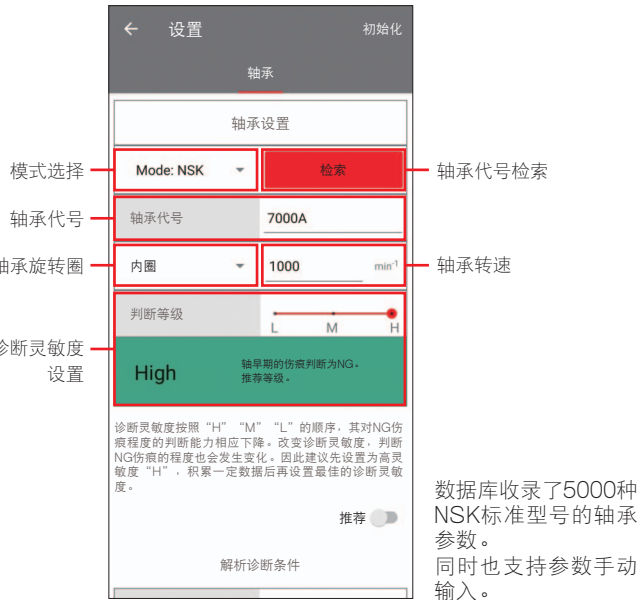 设置
初始化
轴承
轴承设置
模式选择
Mode: NSK
检索
轴承代号检索
轴承代号
轴承代号
7000A
轴承旋转圈
内圈
1000
min-1
轴承转速
判断等级
L M H
诊断灵敏度
设置
High
轴早期的伤痕判断为NG。
推荐等级。
诊断灵敏度按照“H”“M”“L”的顺序，其对NG伤
痕程度的判断能力相应下降。改变诊断灵敏度，判断
NG伤痕的程度也会发生变化。因此建议先设置为高灵
敏度“H”，积累一定数据后再设置最佳的诊断灵敏
度。
推荐
解析诊断条件
数据库收录了5000种
NSK标准型号的轴承
参数。
同时也支持参数手动
输入。